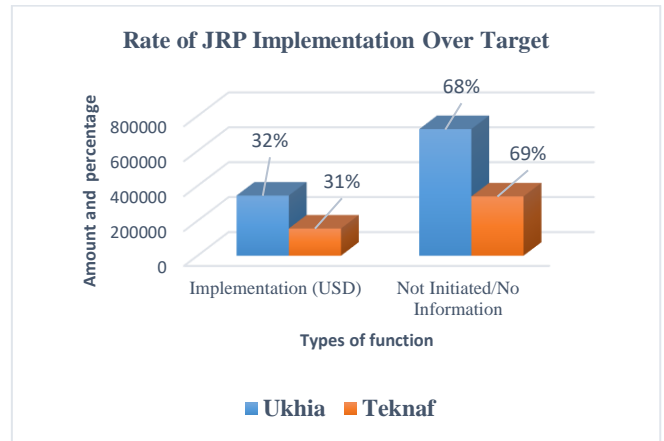 Rate of JRP Implementation Over Target
Amount and percentage
800000
600000
400000
200000
0
32%
31%
68%
69%
Implementation (USD)
Not Initiated/No
Information
Types of function
Ukhia
Teknaf